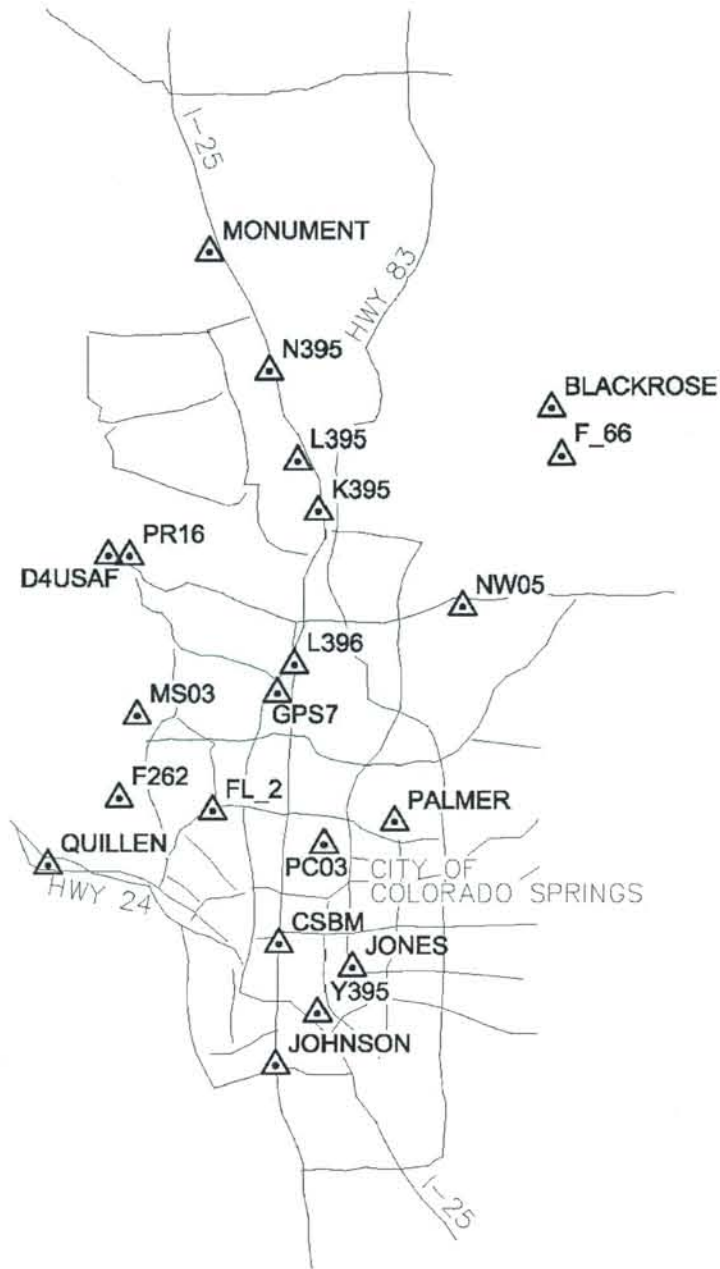 I-25
MONUMENT
HWY 83
N395
BLACKROSE
L395
F_66
K395
PR16
D4USAF
NW05
L396
MS03
GPS7
F262
FL_2
PALMER
QUILLEN
PC03
CITY OF
COLORADO SPRINGS
HWY 24
CSBM
JONES
Y395
JOHNSON
I-25